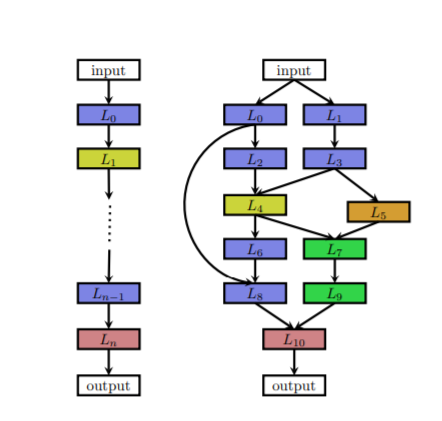 input
L₀
L₁
Lₙ₋₁
Lₙ
output
input
L₀ L₁
L₂ L₃
L₄
L₅
L₆ L₇
L₈ L₉
L₁₀
output